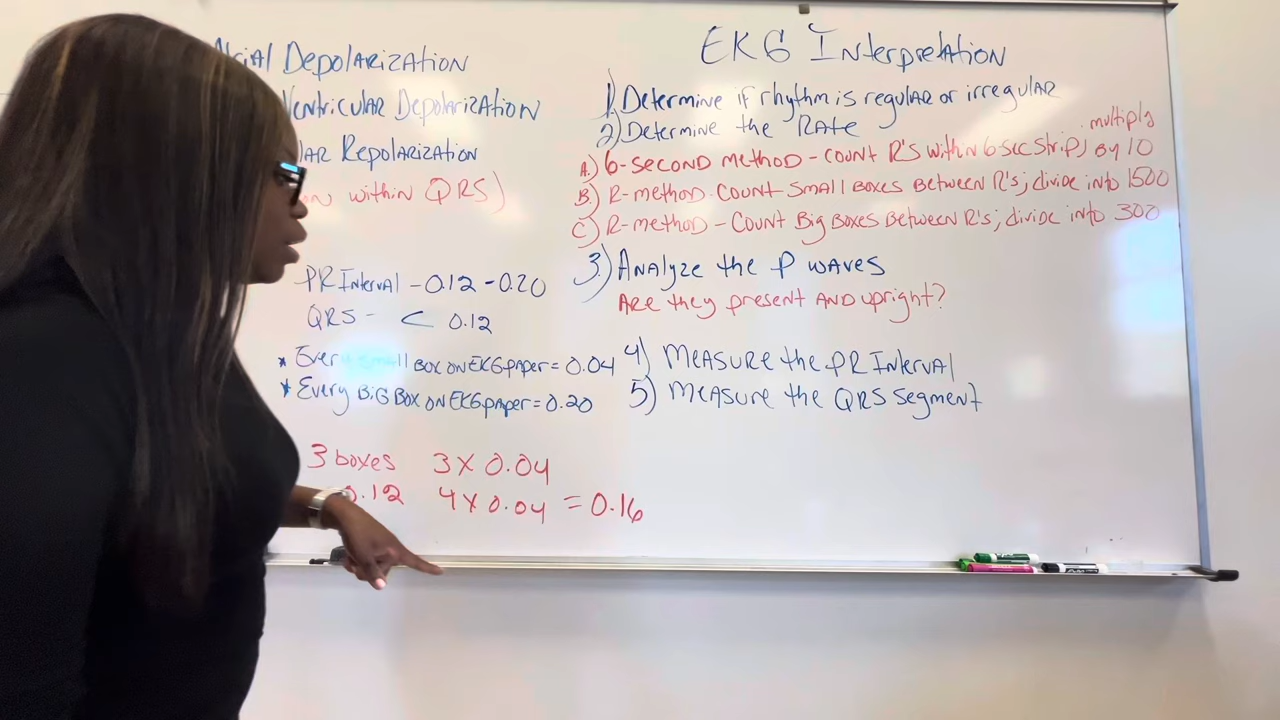 Atrial Depolarization
Ventricular Depolarization
LAR Repolarization
within QRS)
PR Interval - 0.12 - 0.20
QRS - < 0.12
* Every small BOX ON EKG paper = 0.04
* Every BIG BOX ON EKG paper = 0.20
3 boxes 3 x 0.04
0.12 4 x 0.04 = 0.16
EKG Interpretation
1) Determine if rhythm is regular or irregular
2) Determine the Rate
A.) 6-second method - count R's within 6 sec strip, multiply by 10
B.) R-method - Count small boxes Between R's; divide into 1500
C) R-method - Count Big Boxes Between R's; divide into 300
3.) Analyze the P waves
Are they present AND upright?
4) Measure the PR Interval
5) Measure the QRS segment